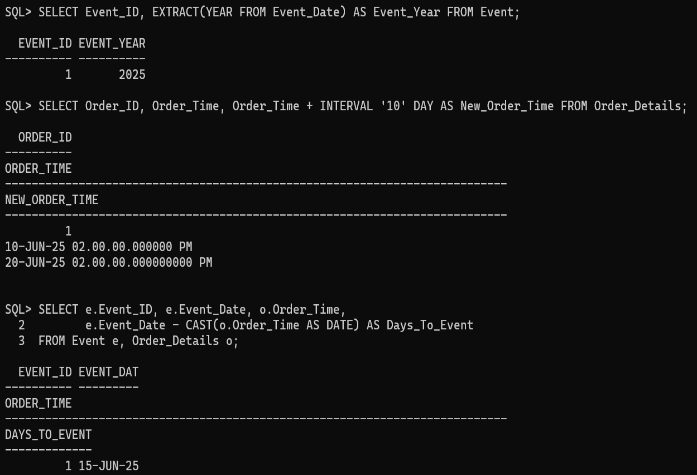 SQL> SELECT Event_ID, EXTRACT(YEAR FROM Event_Date) AS Event_Year FROM Event;
  EVENT_ID EVENT_YEAR
---------- ----------
         1       2025
SQL> SELECT Order_ID, Order_Time, Order_Time + INTERVAL '10' DAY AS New_Order_Time FROM Order_Details;
  ORDER_ID
----------
ORDER_TIME
---------------------------------------------------------------------------
NEW_ORDER_TIME
---------------------------------------------------------------------------
         1
10-JUN-25 02.00.00.000000 PM
20-JUN-25 02.00.00.000000000 PM
SQL> SELECT e.Event_ID, e.Event_Date, o.Order_Time,
  2         e.Event_Date - CAST(o.Order_Time AS DATE) AS Days_To_Event
  3  FROM Event e, Order_Details o;
  EVENT_ID EVENT_DAT
---------- ---------
ORDER_TIME
---------------------------------------------------------------------------
DAYS_TO_EVENT
-------------
         1 15-JUN-25